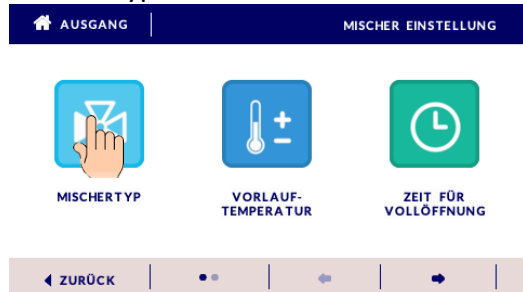 AUSGANG
MISCHER EINSTELLUNG
MISCHERTYP
VORLAUF-
TEMPERATUR
ZEIT FÜR
VOLLÖFFNUNG
ZURÜCK